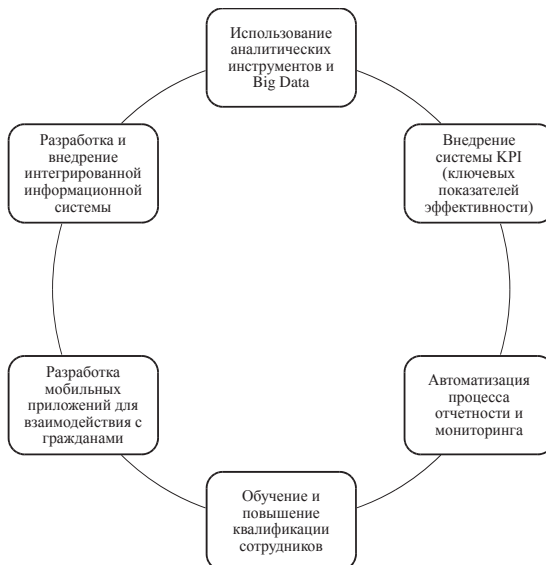 Использование
аналитических
инструментов и
Big Data
Внедрение
системы KPI
(ключевых
показателей
эффективности)
Автоматизация
процесса
отчетности и
мониторинга
Обучение и
повышение
квалификации
сотрудников
Разработка
мобильных
приложений для
взаимодействия с
гражданами
Разработка и
внедрение
интегрированной
информационной
системы